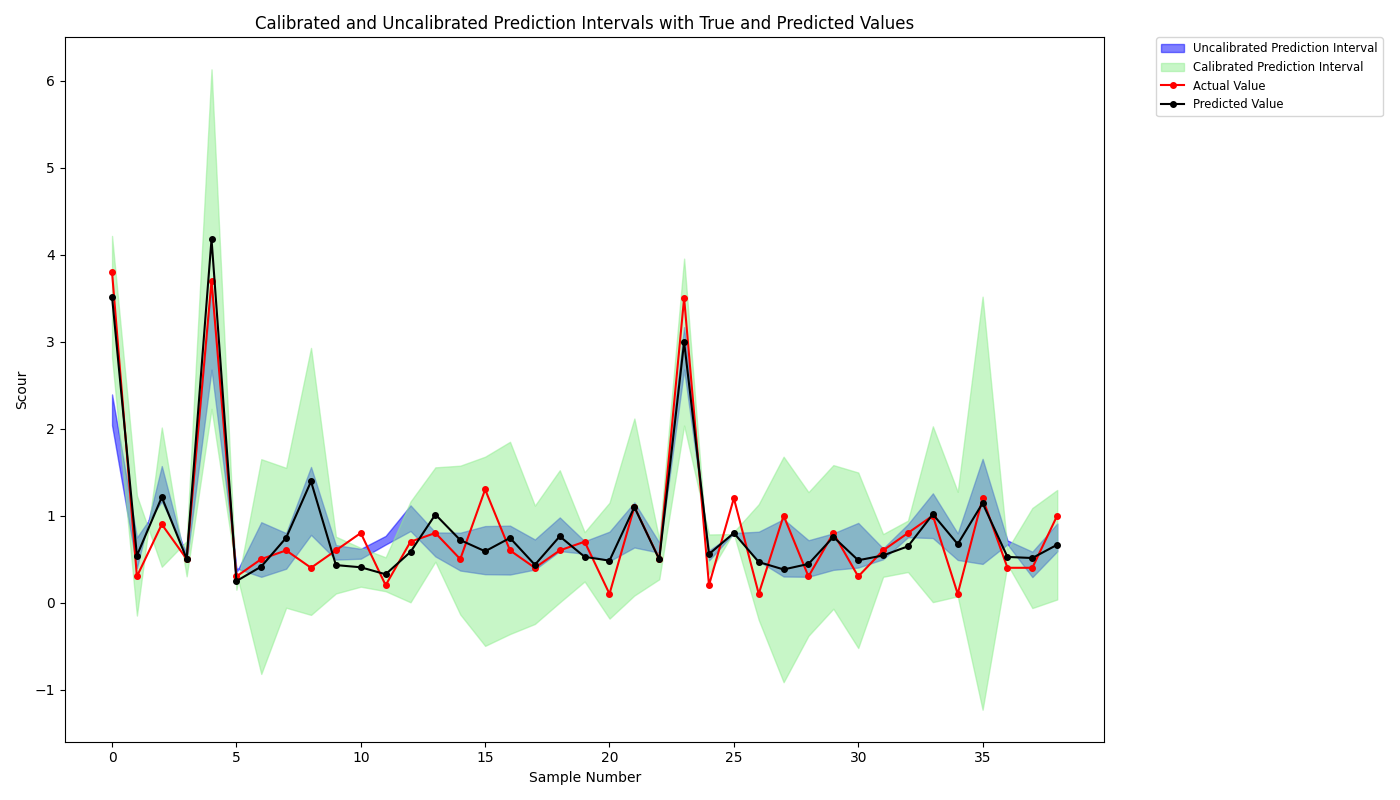 Calibrated and Uncalibrated Prediction Intervals with True and Predicted Values
Uncalibrated Prediction Interval
Calibrated Prediction Interval
Actual Value
Predicted Value
6
5
4
3
2
1
0
−1
Scour
0 5 10 15 20 25 30 35
Sample Number